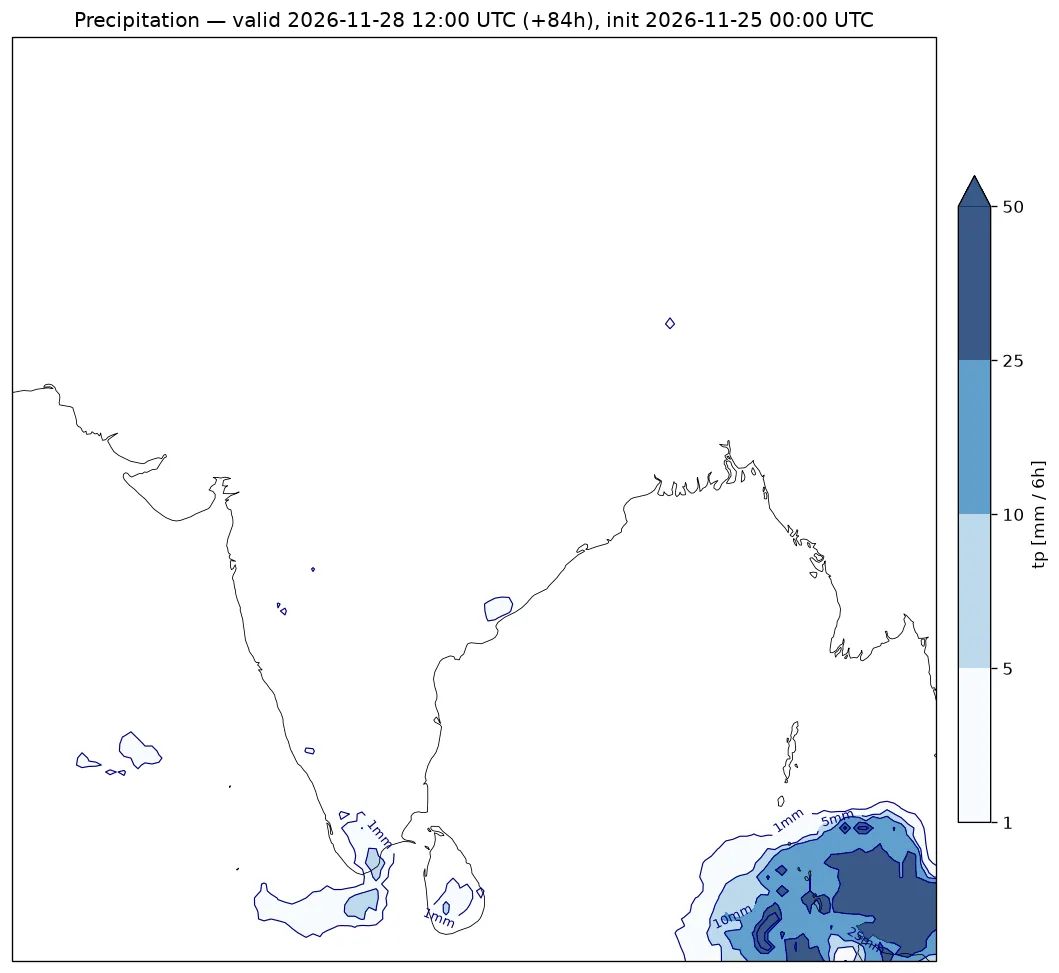 Precipitation — valid 2026-11-28 12:00 UTC (+84h), init 2026-11-25 00:00 UTC
50
25
10
5
1
tp [mm / 6h]
1mm
5mm
1mm
10mm
1mm
25mm